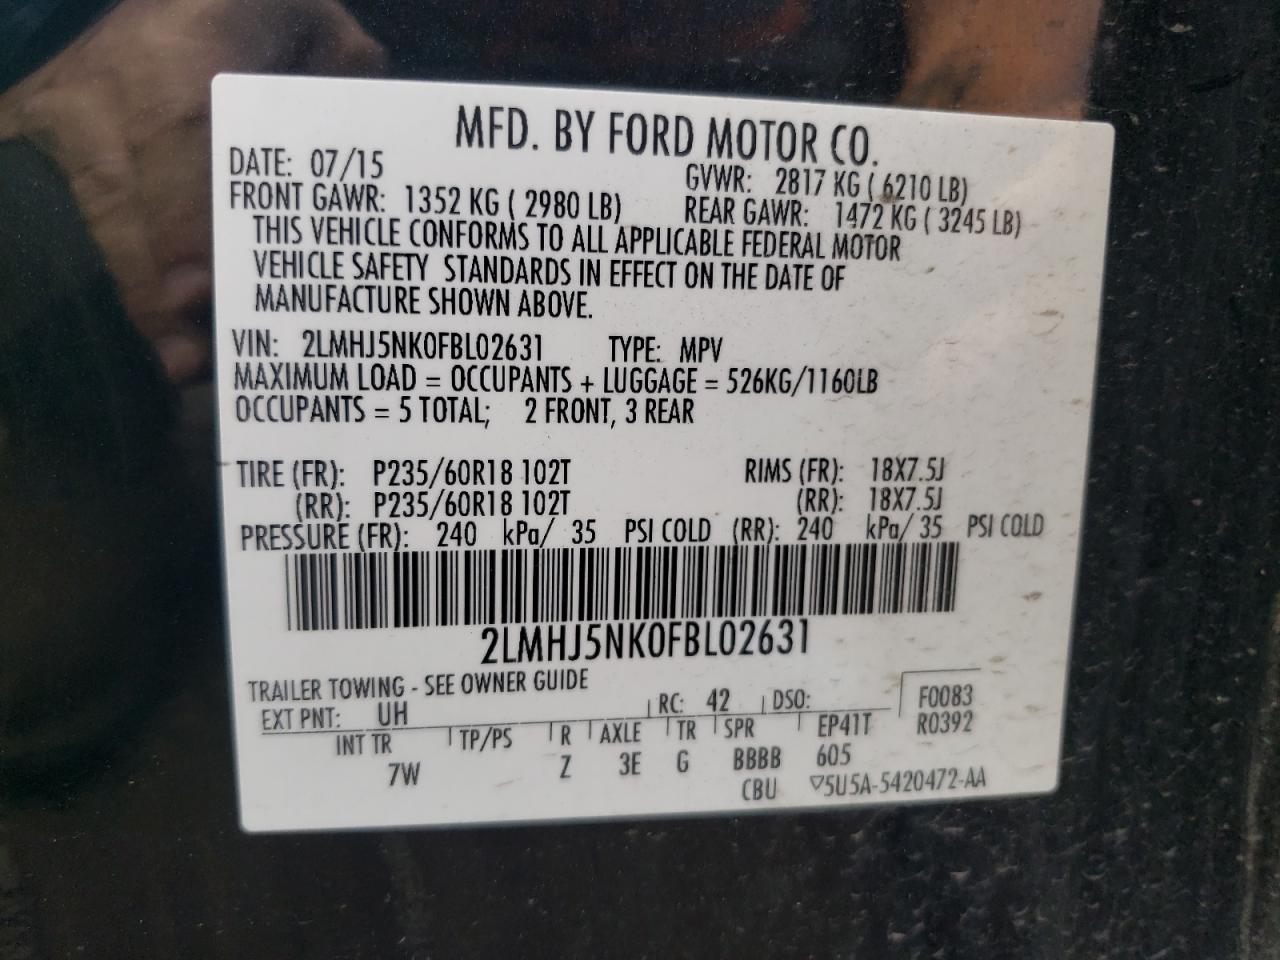 MFD. BY FORD MOTOR CO.
DATE: 07/15 GVWR: 2817 KG ( 6210 LB)
FRONT GAWR: 1352 KG ( 2980 LB) REAR GAWR: 1472 KG ( 3245 LB)
THIS VEHICLE CONFORMS TO ALL APPLICABLE FEDERAL MOTOR
VEHICLE SAFETY STANDARDS IN EFFECT ON THE DATE OF
MANUFACTURE SHOWN ABOVE.
VIN: 2LMHJ5NK0FBL02631 TYPE: MPV
MAXIMUM LOAD = OCCUPANTS + LUGGAGE = 526KG/1160LB
OCCUPANTS = 5 TOTAL; 2 FRONT, 3 REAR
TIRE (FR): P235/60R18 102T RIMS (FR): 18X7.5J
(RR): P235/60R18 102T (RR): 18X7.5J
PRESSURE (FR): 240 kPa/ 35 PSI COLD (RR): 240 kPa/ 35 PSI COLD
2LMHJ5NK0FBL02631
TRAILER TOWING - SEE OWNER GUIDE
EXT PNT: UH RC: 42 DSO: F0083
INT TR TP/PS R AXLE TR SPR EP41T R0392
7W Z 3E G BBBB 605
CBU ▽5U5A-5420472-AA